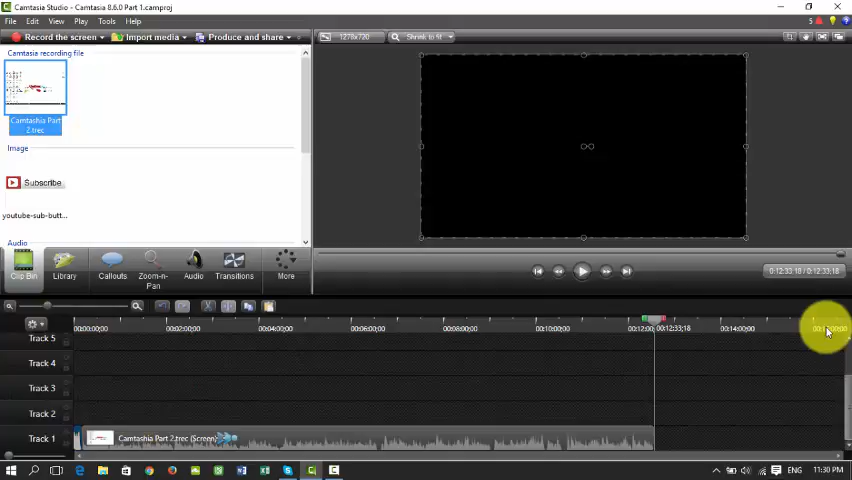 Camtasia Studio - Camtasia 8.6.0 Part 1.camproj
File Edit View Play Tools Help
5
Record the screen Import media Produce and share
1278x720 Shrink to fit
Camtasia recording file
Camtashia Part
2.trec
Image
Subscribe
youtube-sub-butt...
Audio
Clip Bin Library Callouts Zoom-n-
Pan Audio Transitions More
0:12:33;18 / 0:12:33;18
00:00:00;00 00:02:00;00 00:04:00;00 00:06:00;00 00:08:00;00 00:10:00;00 00:12:00; 00:12:33;18 00:14:00;00
Track 5
Track 4
Track 3
Track 2
Track 1
Camtashia Part 2.trec (Screen)
ENG 11:30 PM